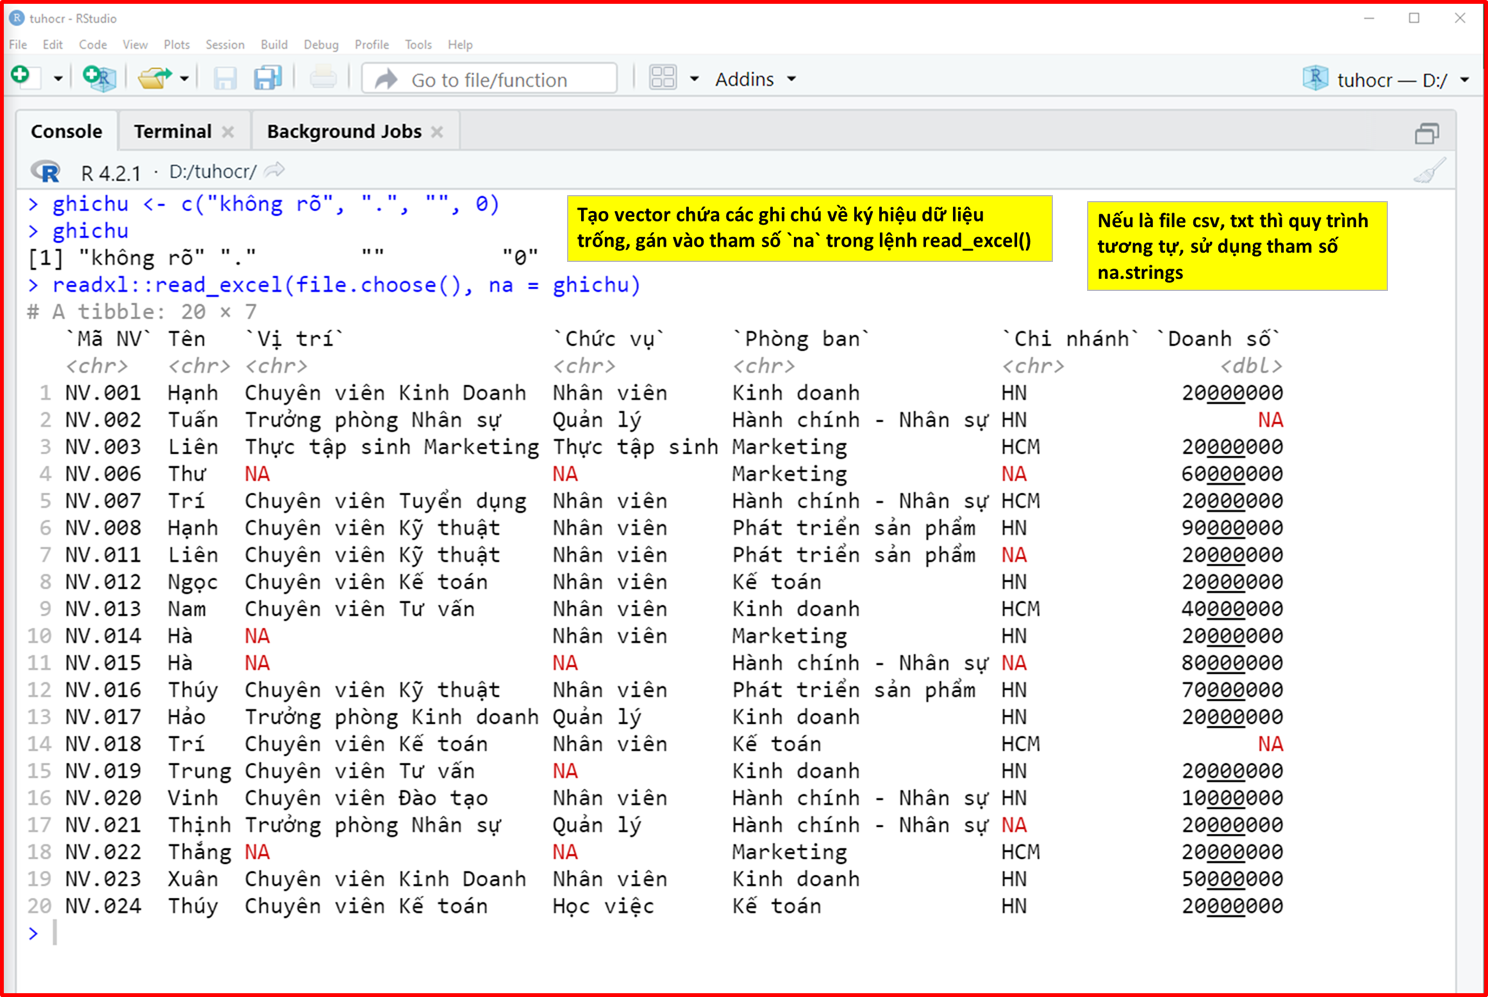 tuhocr - RStudio
File Edit Code View Plots Session Build Debug Profile Tools Help
Go to file/function Addins tuhocr — D:/
Console Terminal Background Jobs
R 4.2.1 · D:/tuhocr/
> ghichu <- c("không rõ", ".", "", 0)
> ghichu
[1] "không rõ" "." "" "0"
> readxl::read_excel(file.choose(), na = ghichu)
Tạo vector chứa các ghi chú về ký hiệu dữ liệu
trống, gán vào tham số `na` trong lệnh read_excel()
Nếu là file csv, txt thì quy trình
tương tự, sử dụng tham số
na.strings
# A tibble: 20 × 7
`Mã NV` Tên `Vị trí` `Chức vụ` `Phòng ban` `Chi nhánh` `Doanh số`
<chr> <chr> <chr> <chr> <chr> <chr> <dbl>
1 NV.001 Hạnh Chuyên viên Kinh Doanh Nhân viên Kinh doanh HN 20000000
2 NV.002 Tuấn Trưởng phòng Nhân sự Quản lý Hành chính - Nhân sự HN NA
3 NV.003 Liên Thực tập sinh Marketing Thực tập sinh Marketing HCM 20000000
4 NV.006 Thư NA NA Marketing NA 60000000
5 NV.007 Trí Chuyên viên Tuyển dụng Nhân viên Hành chính - Nhân sự HCM 20000000
6 NV.008 Hạnh Chuyên viên Kỹ thuật Nhân viên Phát triển sản phẩm HN 90000000
7 NV.011 Liên Chuyên viên Kỹ thuật Nhân viên Phát triển sản phẩm NA 20000000
8 NV.012 Ngọc Chuyên viên Kế toán Nhân viên Kế toán HN 20000000
9 NV.013 Nam Chuyên viên Tư vấn Nhân viên Kinh doanh HCM 40000000
10 NV.014 Hà NA Nhân viên Marketing HN 20000000
11 NV.015 Hà NA NA Hành chính - Nhân sự NA 80000000
12 NV.016 Thúy Chuyên viên Kỹ thuật Nhân viên Phát triển sản phẩm HN 70000000
13 NV.017 Hảo Trưởng phòng Kinh doanh Quản lý Kinh doanh HN 20000000
14 NV.018 Trí Chuyên viên Kế toán Nhân viên Kế toán HCM NA
15 NV.019 Trung Chuyên viên Tư vấn NA Kinh doanh HN 20000000
16 NV.020 Vinh Chuyên viên Đào tạo Nhân viên Hành chính - Nhân sự HN 10000000
17 NV.021 Thịnh Trưởng phòng Nhân sự Quản lý Hành chính - Nhân sự NA 20000000
18 NV.022 Thắng NA NA Marketing HCM 20000000
19 NV.023 Xuân Chuyên viên Kinh Doanh Nhân viên Kinh doanh HN 50000000
20 NV.024 Thúy Chuyên viên Kế toán Học việc Kế toán HN 20000000
>